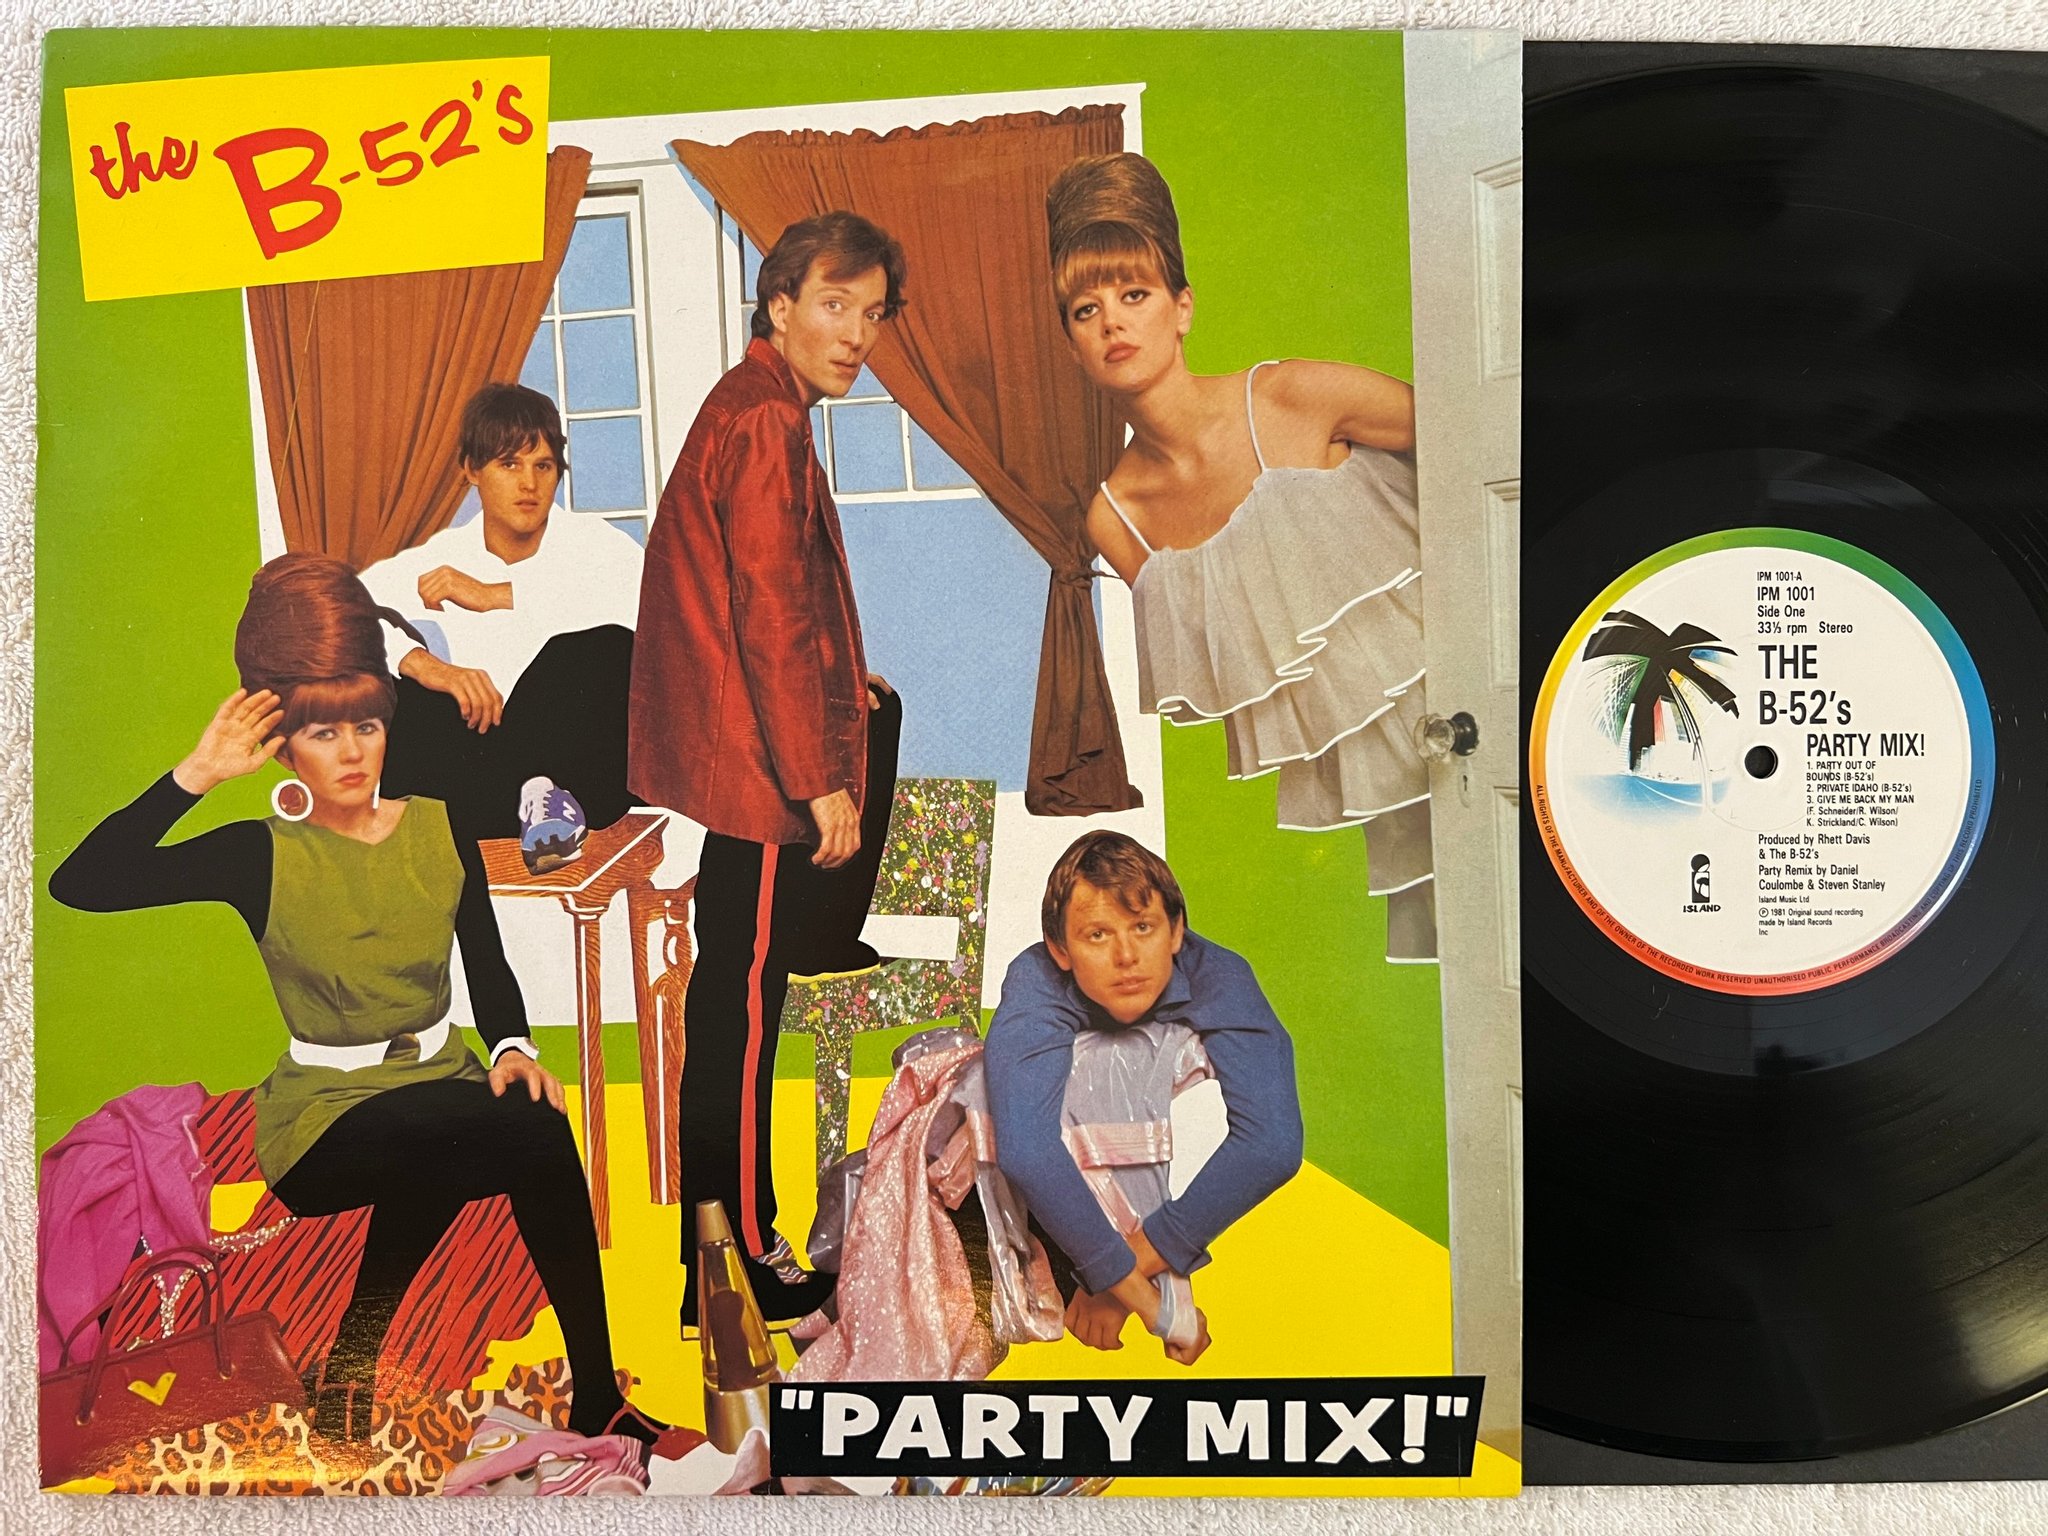 the B-52's
"PARTY MIX!"
IPM 1001-A
IPM 1001
Side One
33⅓ rpm Stereo
THE
B-52's
PARTY MIX!
1. PARTY OUT OF
BOUNDS (B-52's)
2. PRIVATE IDAHO (B-52's)
3. GIVE ME BACK MY MAN
(F. Schneider/R. Wilson/
K. Strickland/C. Wilson)
Produced by Rhett Davis
& The B-52's
Party Remix by Daniel
Coulombe & Steven Stanley
Island Music Ltd
Ⓟ 1981 Original sound recording
made by Island Records
Inc
ISLAND
ALL RIGHTS OF THE MANUFACTURER AND OF THE OWNER OF THE RECORDED WORK RESERVED UNAUTHORISED PUBLIC PERFORMANCE BROADCASTING AND COPYING OF THIS RECORD PROHIBITED